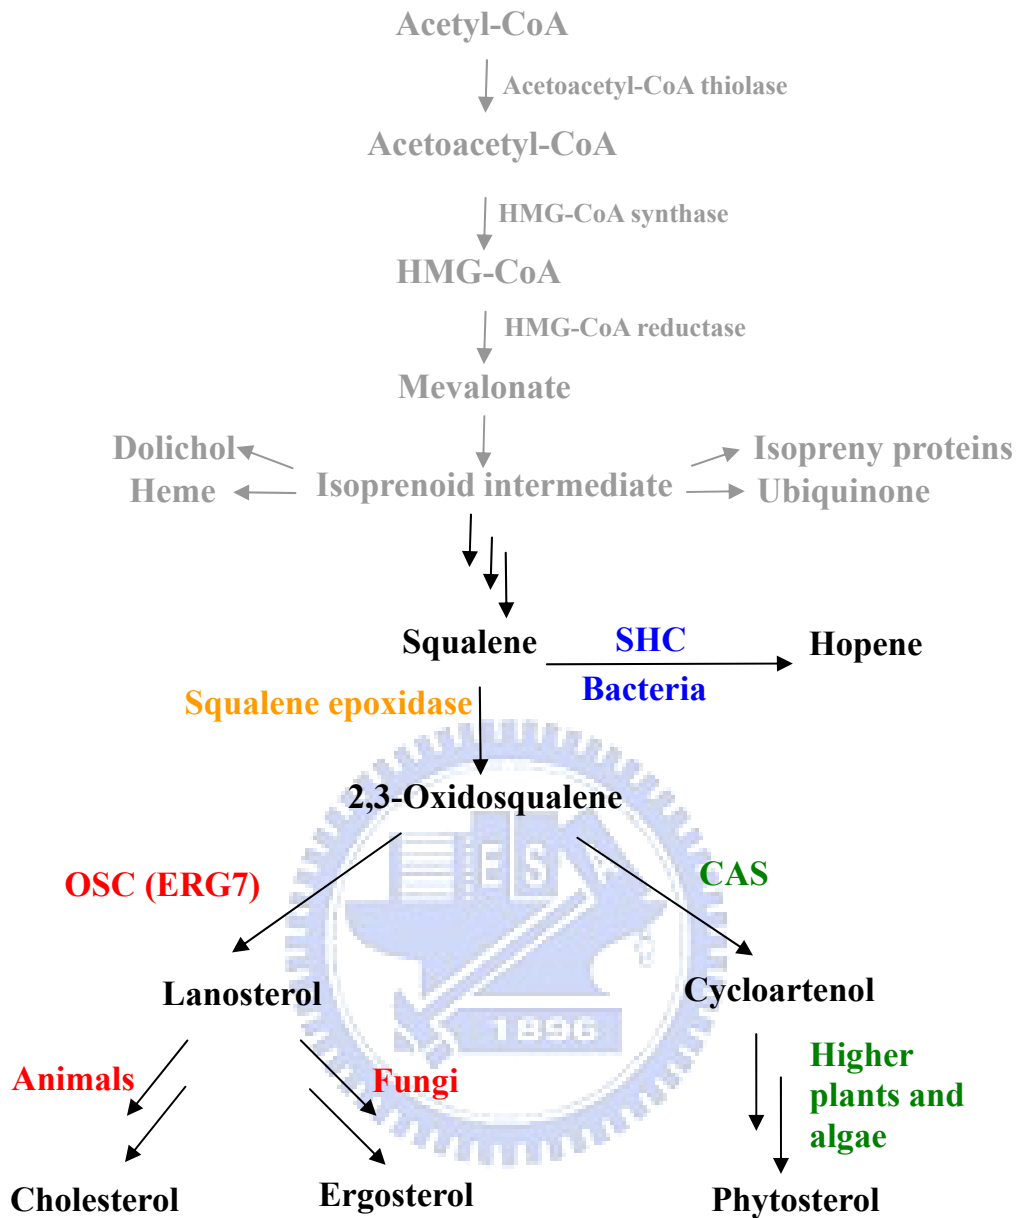 Acetyl-CoA
Acetoacetyl-CoA thiolase
Acetoacetyl-CoA
HMG-CoA synthase
HMG-CoA
HMG-CoA reductase
Mevalonate
Dolichol
Isopreny proteins
Heme
Isoprenoid intermediate
Ubiquinone
Squalene
SHC
Hopene
Bacteria
Squalene epoxidase
2,3-Oxidosqualene
ES
OSC (ERG7)
CAS
Lanosterol
Cycloartenol
1896
Animals
Fungi
Higher
plants and
algae
Cholesterol
Ergosterol
Phytosterol